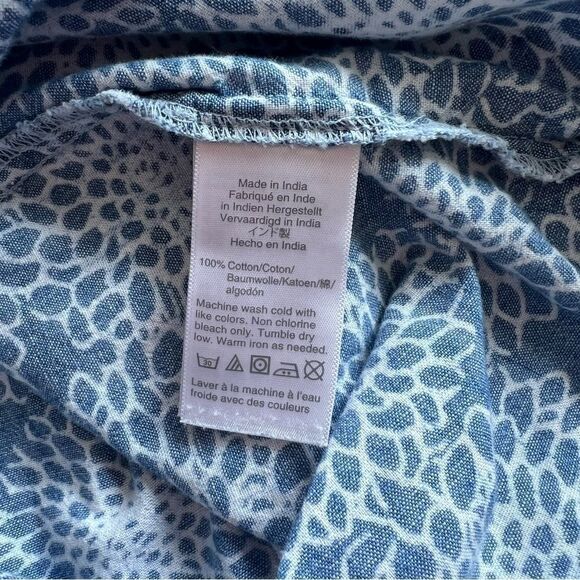 Made in India
Fabriqué en Inde
in Indien Hergestellt
Vervaardigd in India
インド製
Hecho en India
100% Cotton/Coton/
Baumwolle/Katoen/綿/
algodón
Machine wash cold with
like colors. Non chlorine
bleach only. Tumble dry
low. Warm iron as needed.
30
Laver à la machine à l'eau
froide avec des couleurs